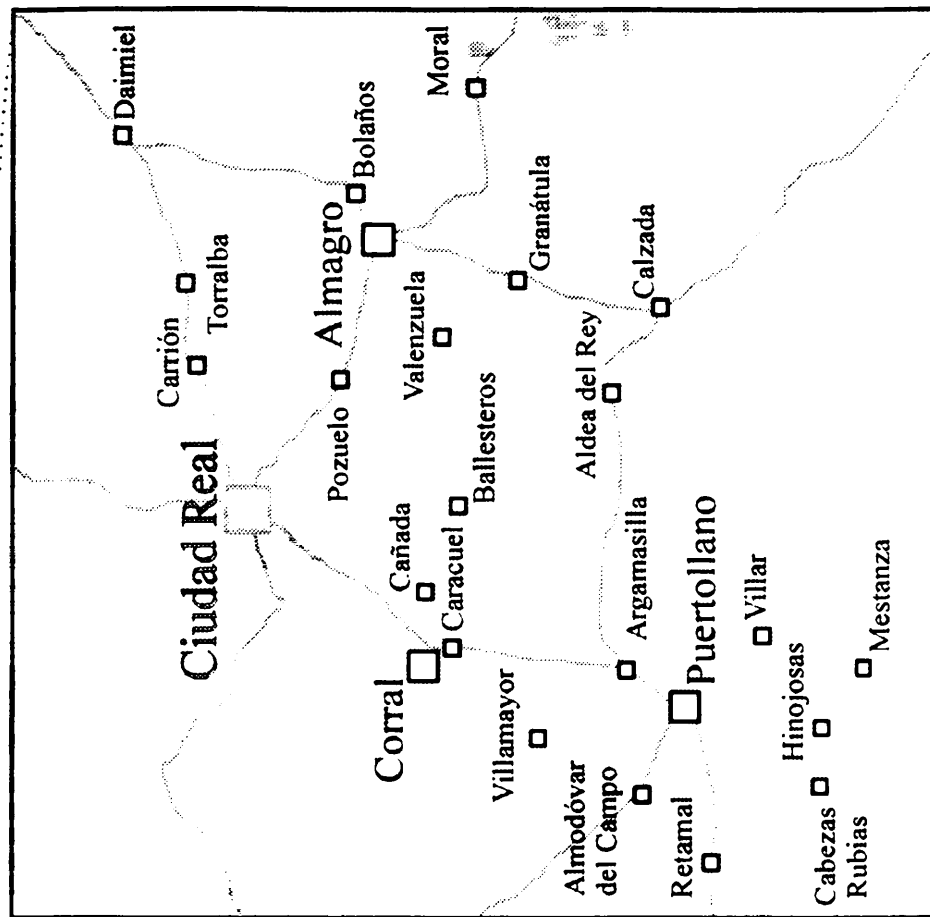 Daimiel
Moral
Bolaños
Carrión
Torralba
Almagro
Granátula
Calzada
Valenzuela
Pozuelo
Aldea del Rey
Ciudad Real
Ballesteros
Cañada
Caracuel
Argamasilla
Corral
Puertollano
Villar
Mestanza
Villamayor
Hinojosas
Almodóvar
del Campo
Retamal
Cabezas
Rubias